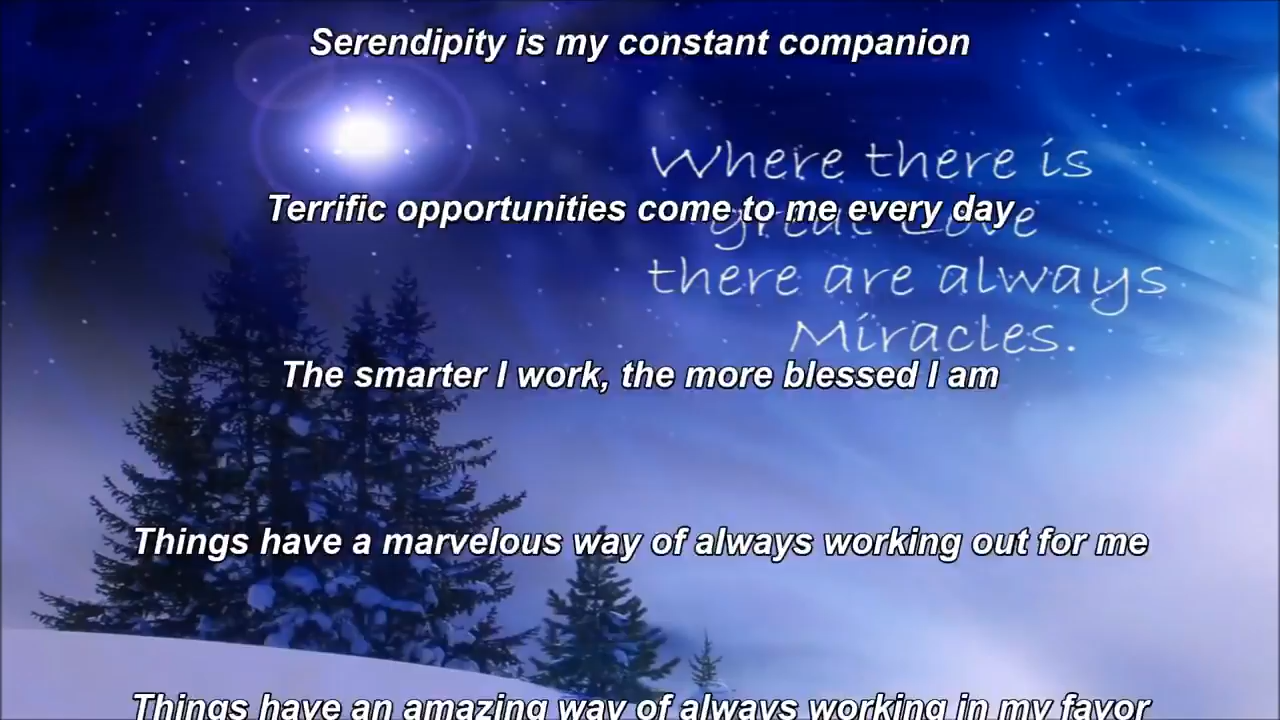 Serendipity is my constant companion
Where there is
Terrific opportunities come to me every day
great Love
there are always
Miracles.
The smarter I work, the more blessed I am
Things have a marvelous way of always working out for me
Things have an amazing way of always working in my favor